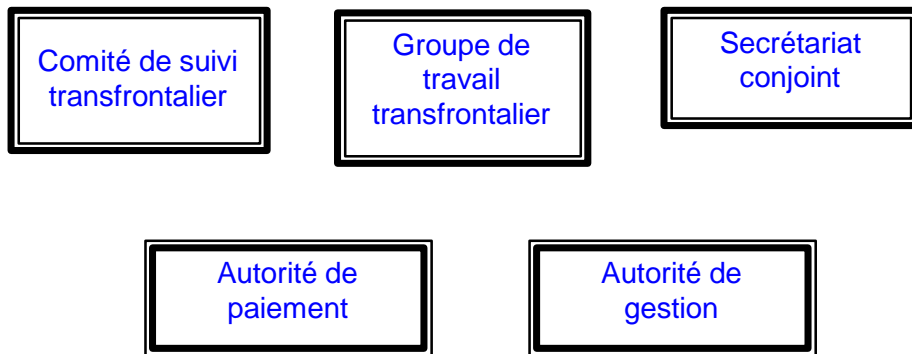 Comité de suivi
transfrontalier
Groupe de
travail
transfrontalier
Secrétariat
conjoint
Autorité de
paiement
Autorité de
gestion